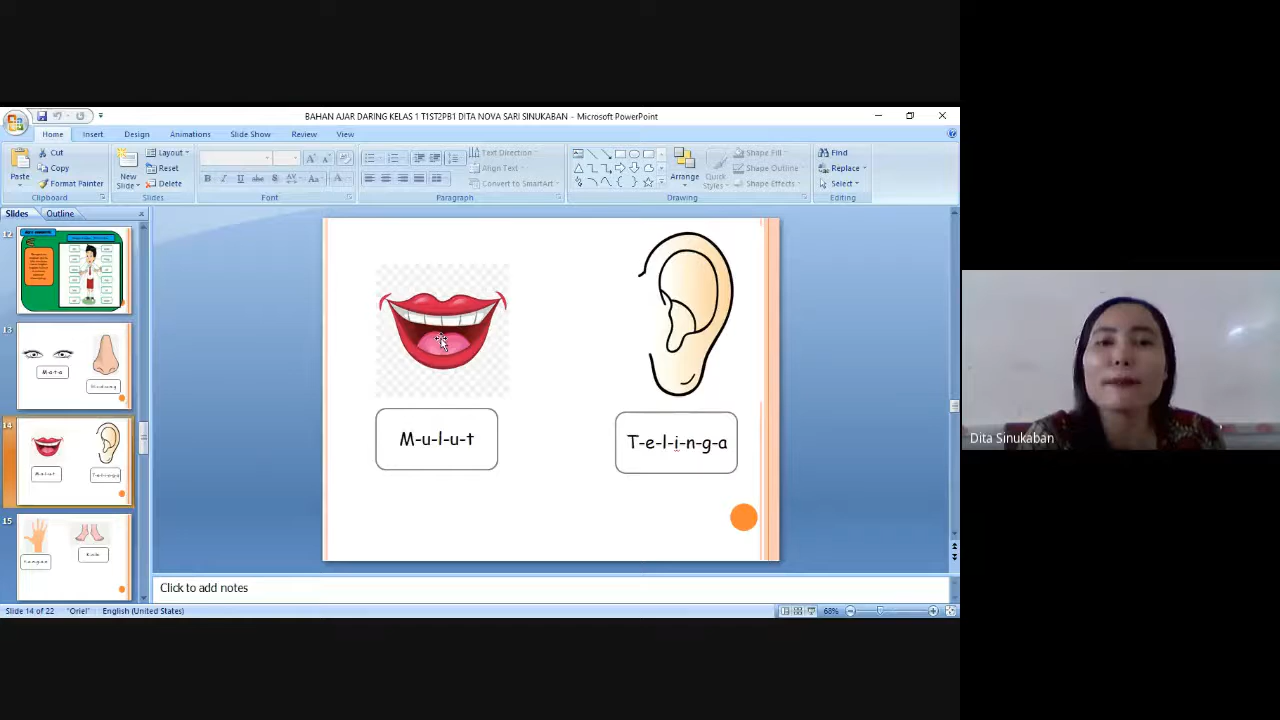 BAHAN AJAR DARING KELAS 1 T1ST2PB1 DITA NOVA SARI SINUKABAN - Microsoft PowerPoint
Home Insert Design Animations Slide Show Review View
Paste
Cut
Copy
Format Painter
Clipboard
New Slide
Layout
Reset
Delete
Slides
Font
Text Direction
Align Text
Convert to SmartArt
Paragraph
Arrange
Quick Styles
Shape Fill
Shape Outline
Shape Effects
Drawing
Find
Replace
Select
Editing
Slides Outline
12
13
M-a-t-a
14
M-u-l-u-t
T-e-l-i-n-g-a
15
M-u-l-u-t
T-e-l-i-n-g-a
Dita Sinukaban
Click to add notes
Slide 14 of 22 "Oriel" English (United States)
68%